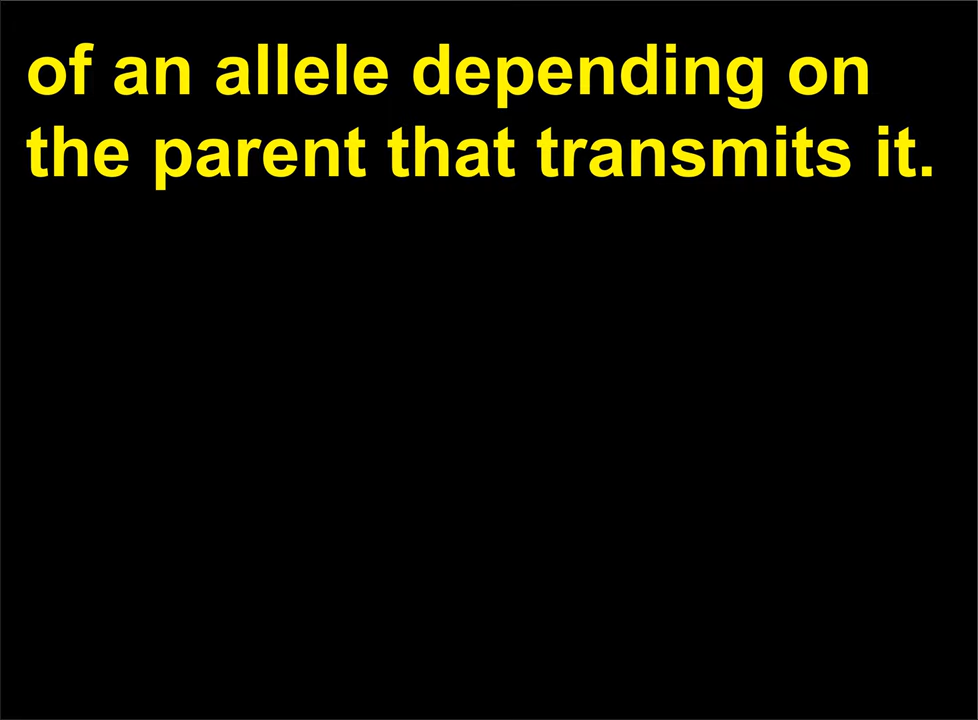 of an allele depending on
the parent that transmits it.